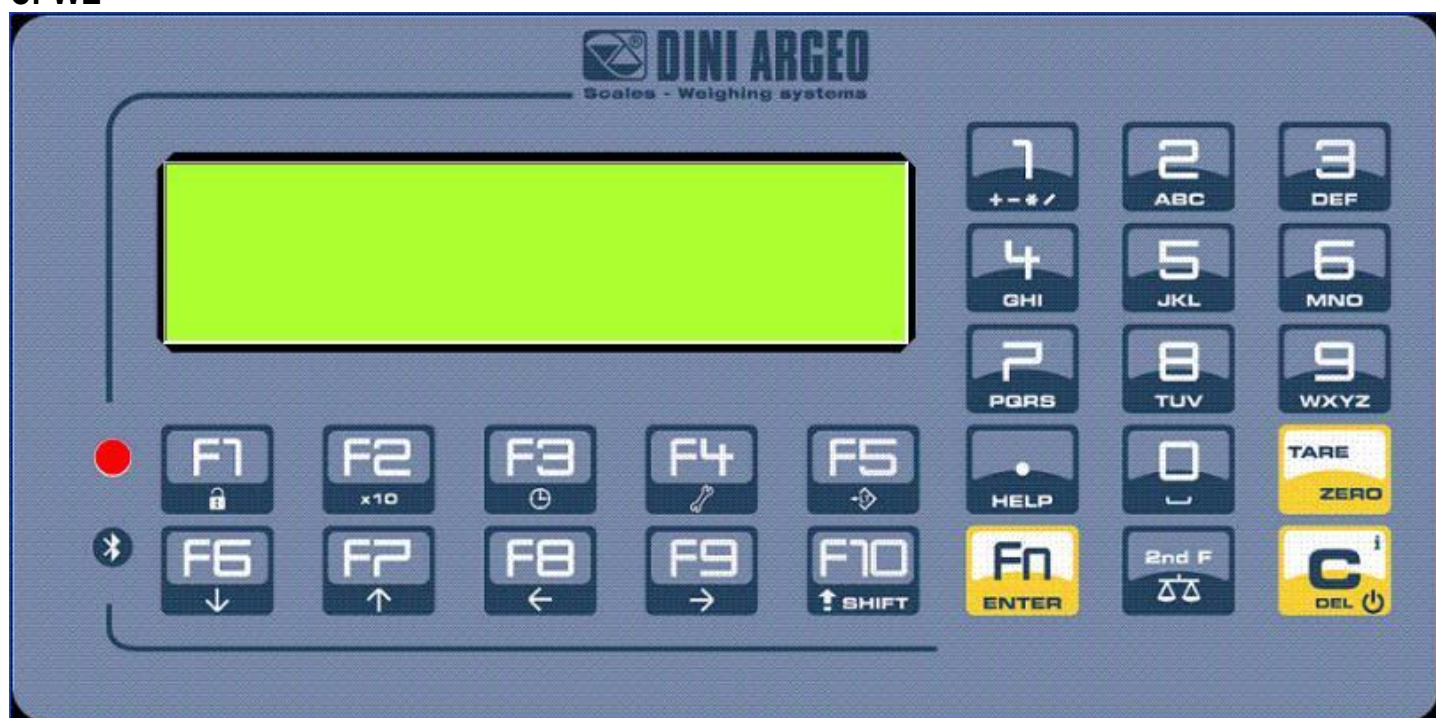 DINI ARGEO
Scales - Weighing systems
1 2 3
+ - * / ABC DEF
4 5 6
GHI JKL MNO
7 8 9
PQRS TUV WXYZ
F1 F2 F3 F4 F5 . 0 TARE
x10 HELP ZERO
F6 F7 F8 F9 F10 Fn 2nd F C i
SHIFT ENTER DEL